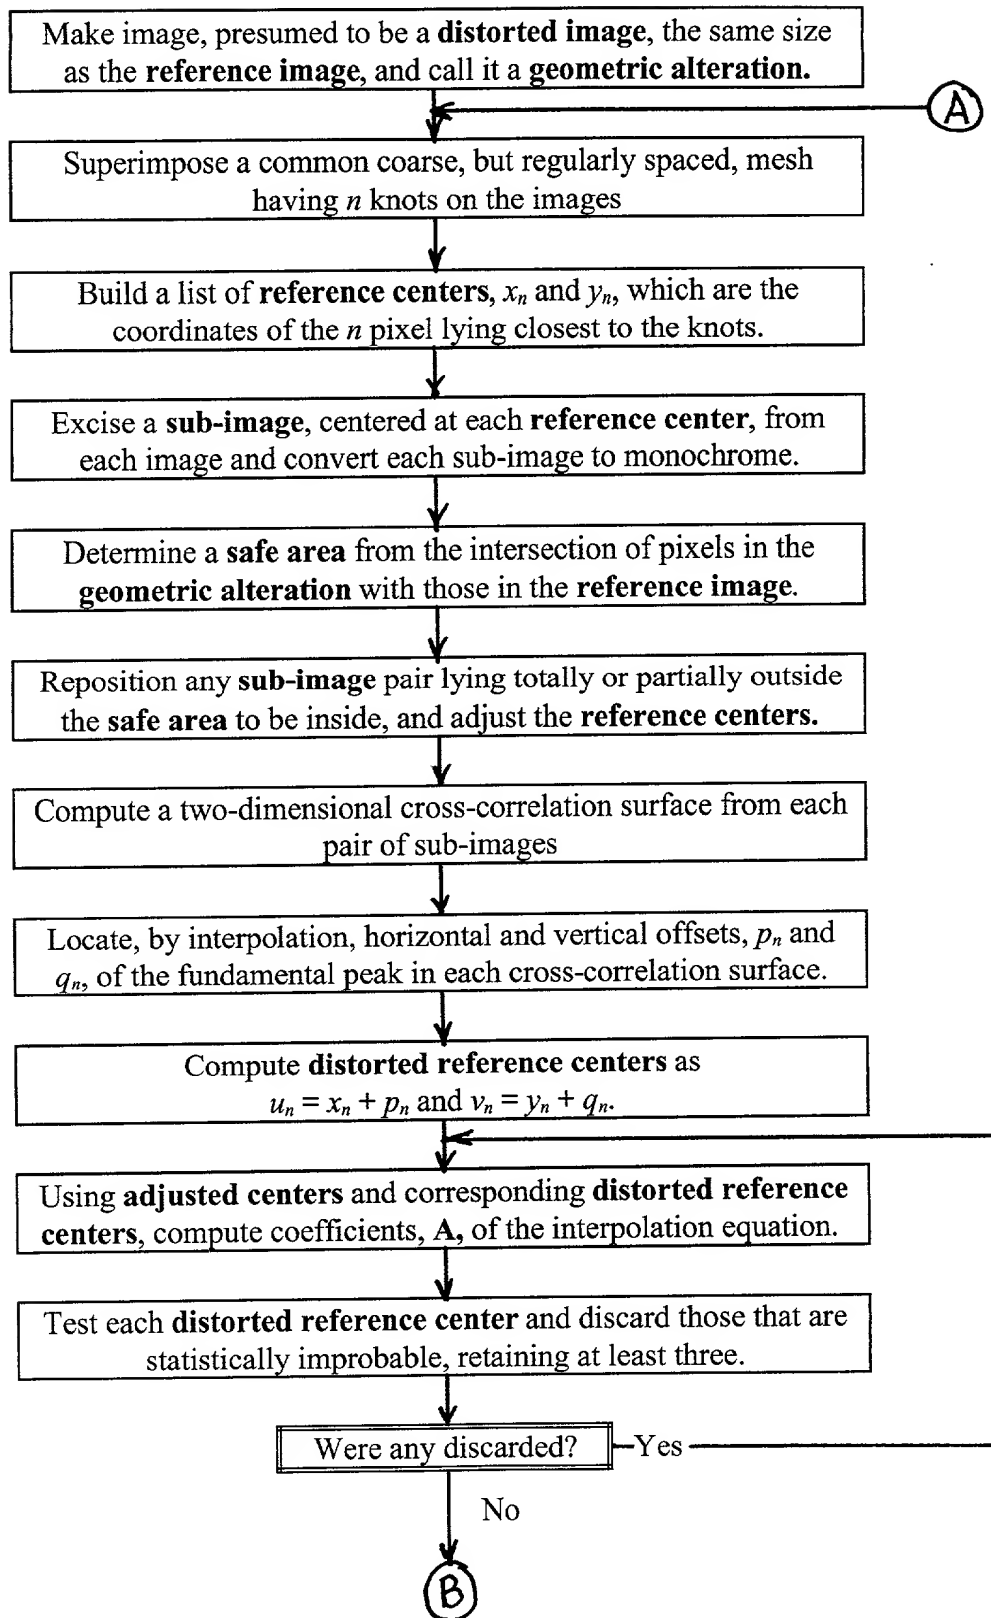 Make image, presumed to be a distorted image, the same size
as the reference image, and call it a geometric alteration.
A
Superimpose a common coarse, but regularly spaced, mesh
having n knots on the images
Build a list of reference centers, xn and yn, which are the
coordinates of the n pixel lying closest to the knots.
Excise a sub-image, centered at each reference center, from
each image and convert each sub-image to monochrome.
Determine a safe area from the intersection of pixels in the
geometric alteration with those in the reference image.
Reposition any sub-image pair lying totally or partially outside
the safe area to be inside, and adjust the reference centers.
Compute a two-dimensional cross-correlation surface from each
pair of sub-images
Locate, by interpolation, horizontal and vertical offsets, pn and
qn, of the fundamental peak in each cross-correlation surface.
Compute distorted reference centers as
un = xn + pn and vn = yn + qn.
Using adjusted centers and corresponding distorted reference
centers, compute coefficients, A, of the interpolation equation.
Test each distorted reference center and discard those that are
statistically improbable, retaining at least three.
Were any discarded? Yes
No
B